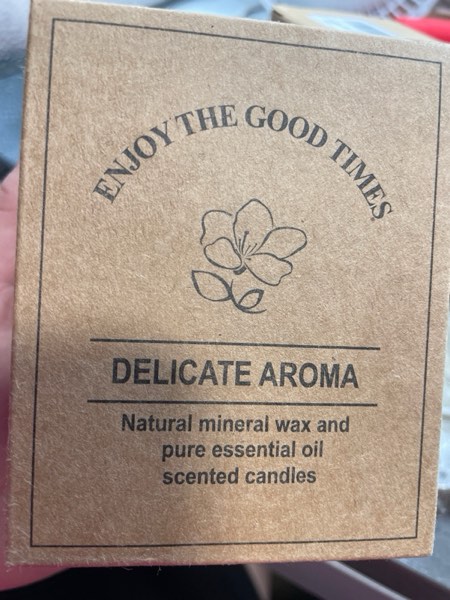 ENJOY THE GOOD TIMES
DELICATE AROMA
Natural mineral wax and
pure essential oil
scented candles